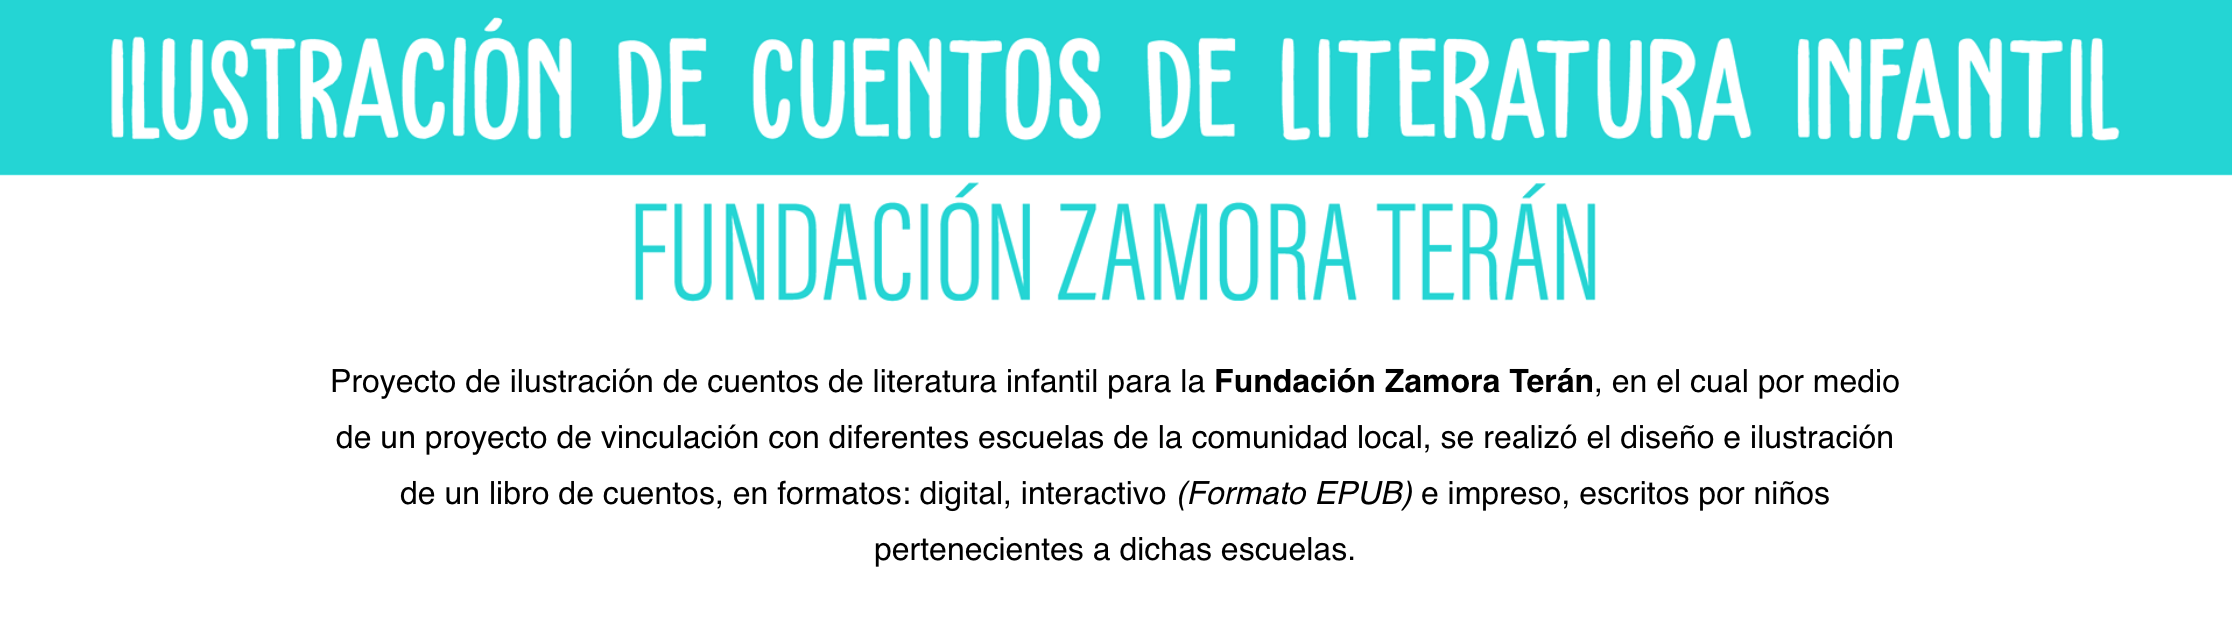 ILUSTRACIÓN DE CUENTOS DE LITERATURA INFANTIL
FUNDACIÓN ZAMORA TERÁN
Proyecto de ilustración de cuentos de literatura infantil para la Fundación Zamora Terán, en el cual por medio
de un proyecto de vinculación con diferentes escuelas de la comunidad local, se realizó el diseño e ilustración
de un libro de cuentos, en formatos: digital, interactivo (Formato EPUB) e impreso, escritos por niños
pertenecientes a dichas escuelas.